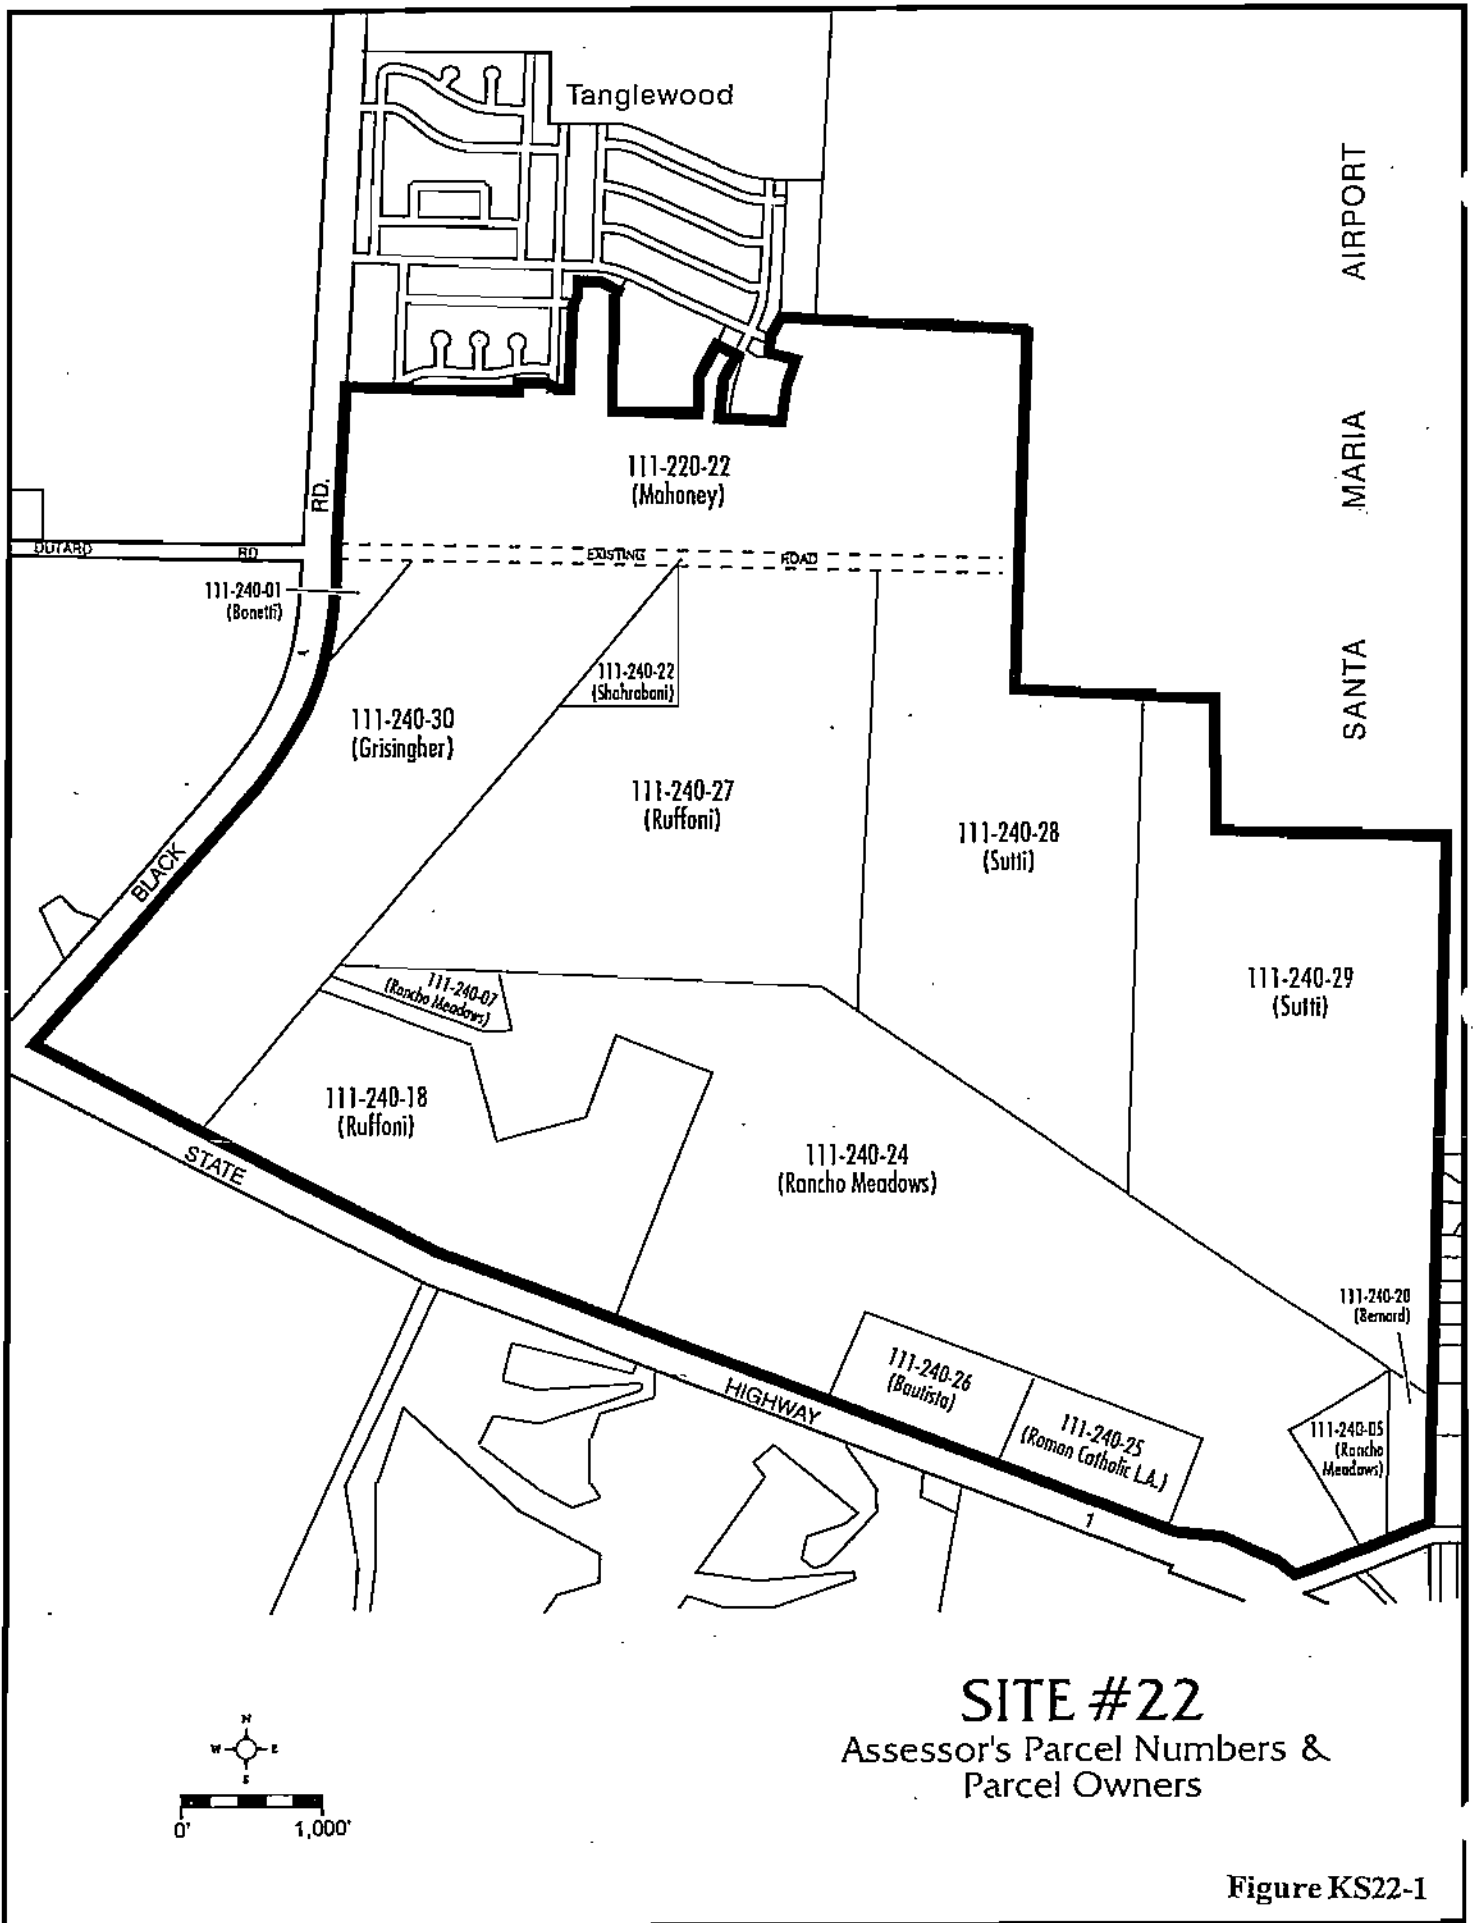 Tanglewood
SANTA MARIA AIRPORT
111-220-22
(Mahoney)
RD.
DUTARD RD
EXISTING ROAD
111-240-01
(Bonetti)
111-240-22
(Shahrabani)
111-240-30
(Grisingher)
111-240-27
(Ruffoni)
111-240-28
(Sutti)
BLACK
111-240-29
(Sutti)
111-240-07
(Rancho Meadows)
111-240-18
(Ruffoni)
STATE
111-240-24
(Rancho Meadows)
111-240-20
(Bernard)
111-240-26
(Bautista)
HIGHWAY
111-240-25
(Roman Catholic L.A.)
111-240-05
(Rancho
Meadows)
1
SITE #22
Assessor's Parcel Numbers &
Parcel Owners
N
W E
S
0' 1,000'
Figure KS22-1